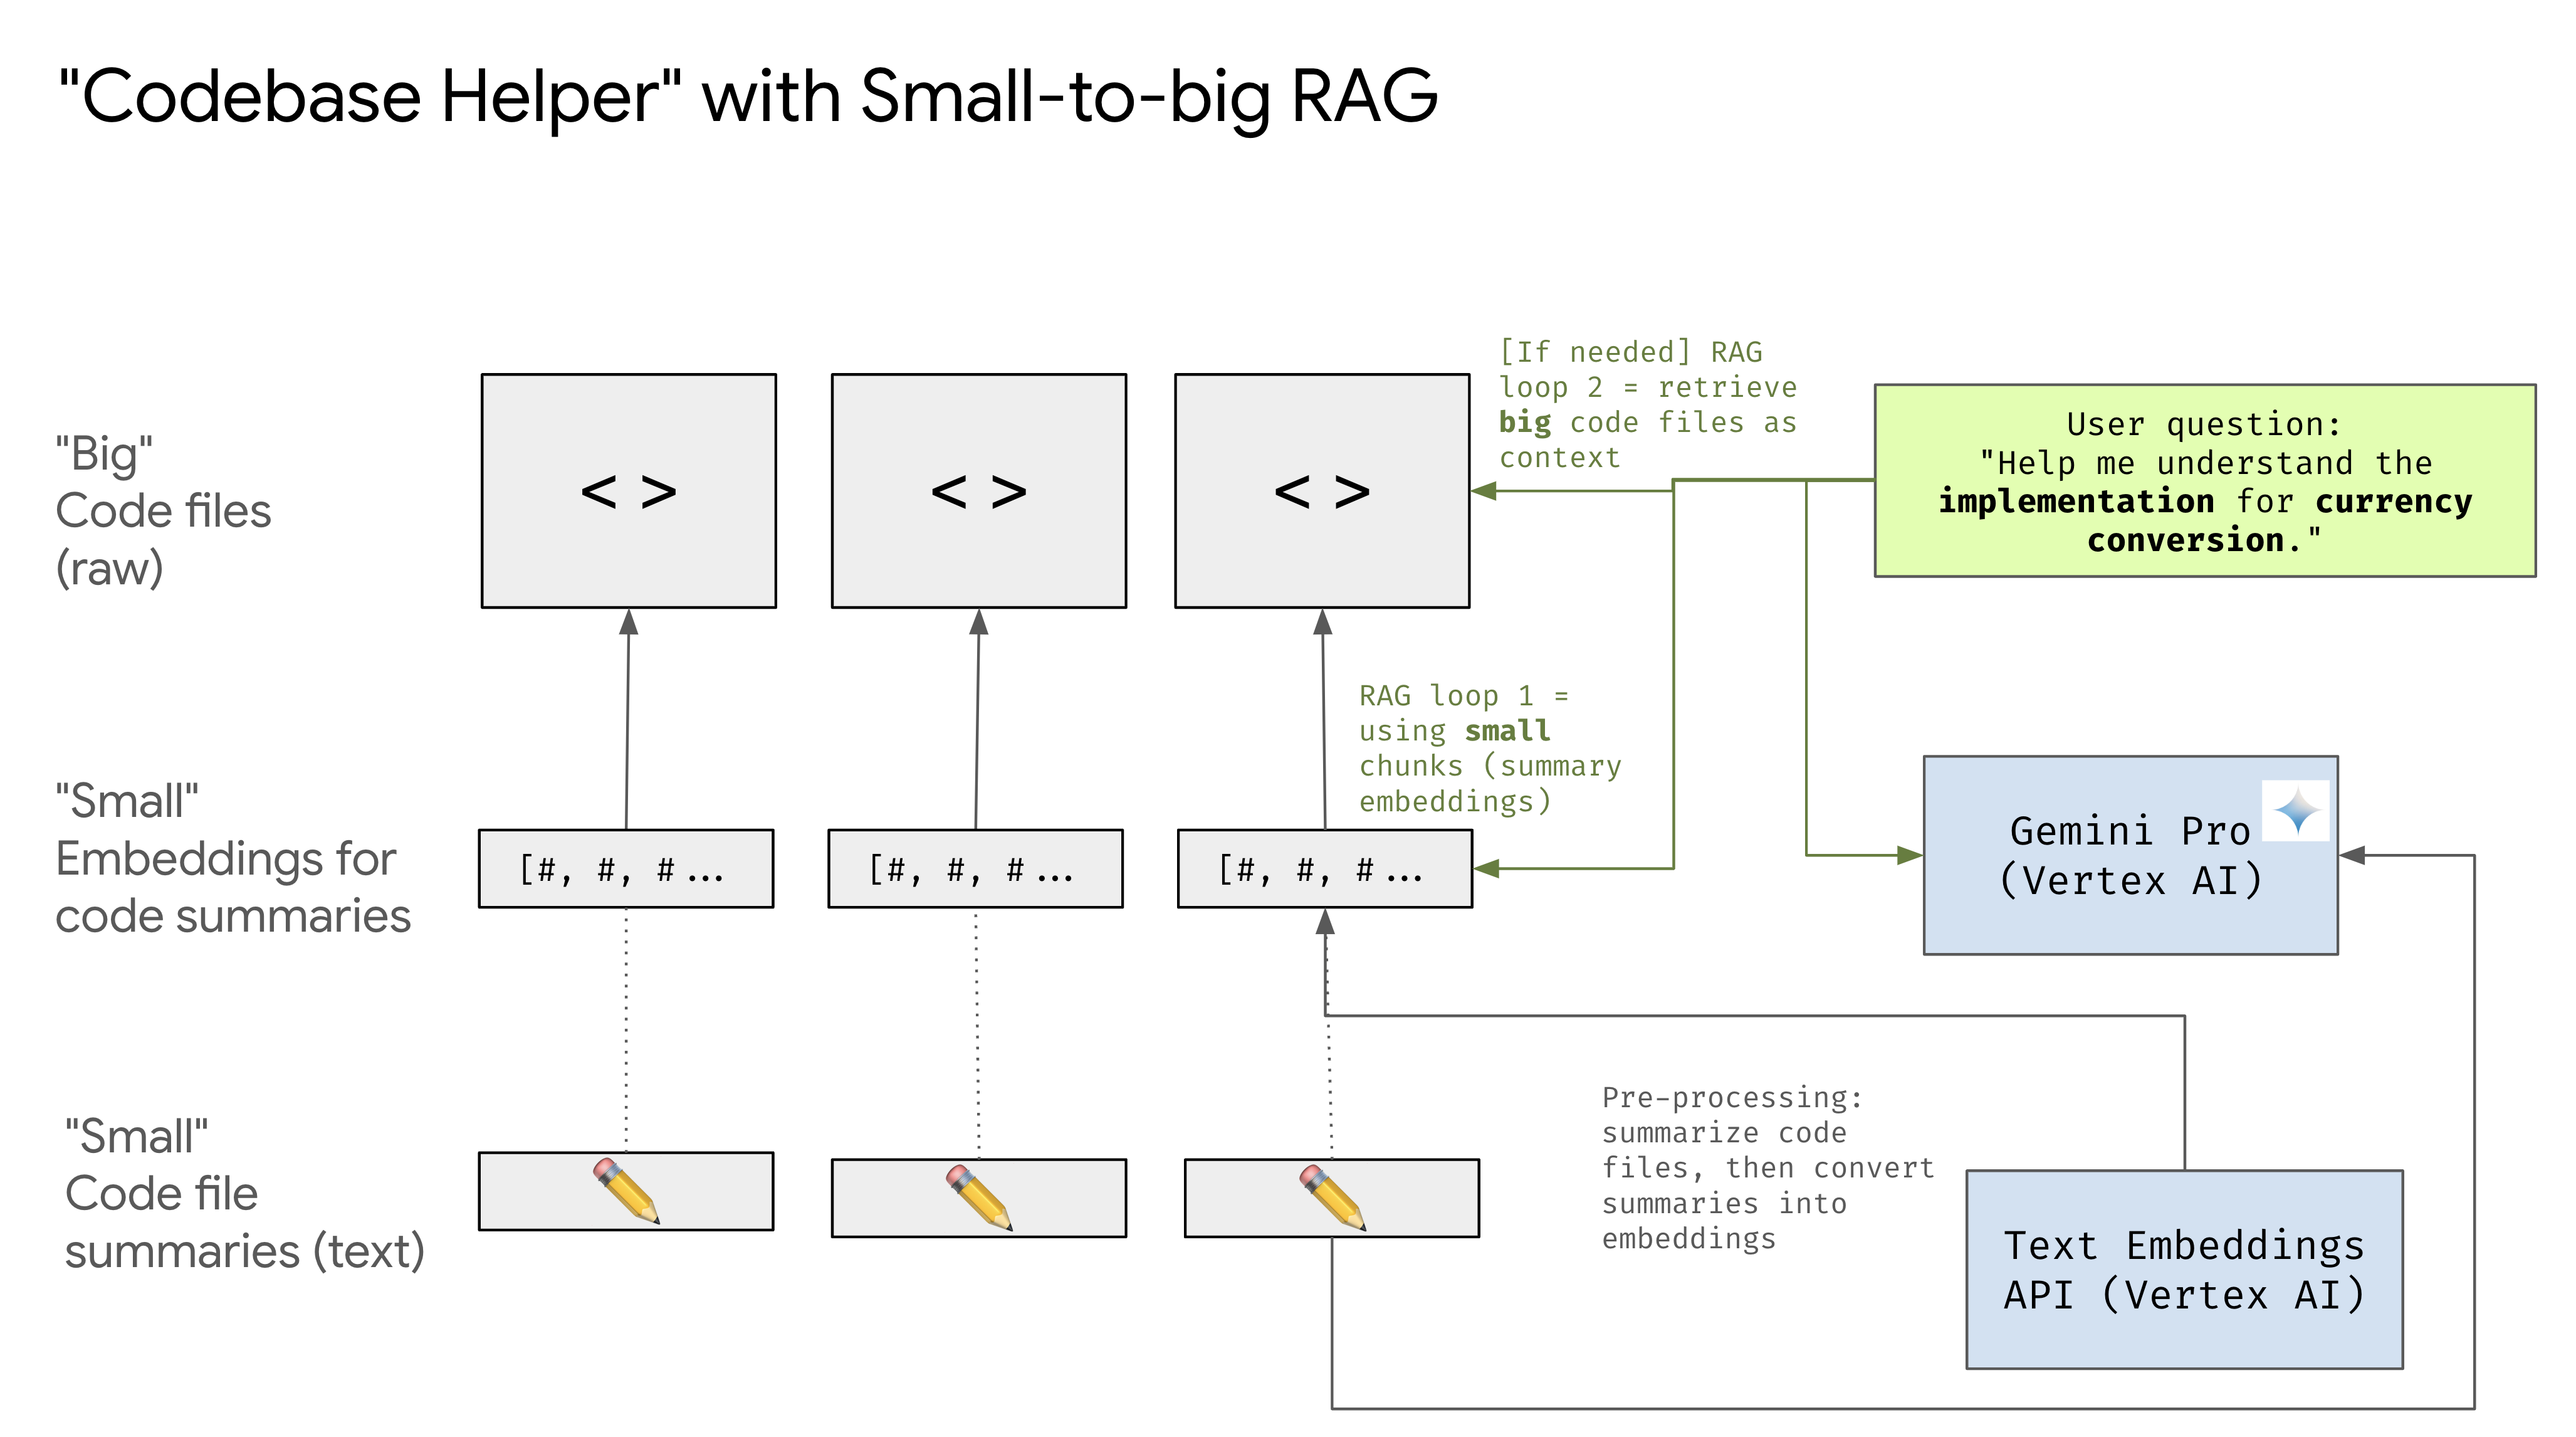 "Codebase Helper" with Small-to-big RAG
"Big"
Code files
(raw)
< >
< >
< >
[If needed] RAG
loop 2 = retrieve
big code files as
context
User question:
"Help me understand the
implementation for currency
conversion."
RAG loop 1 =
using small
chunks (summary
embeddings)
"Small"
Embeddings for
code summaries
[#, #, #...
[#, #, #...
[#, #, #...
Gemini Pro
(Vertex AI)
"Small"
Code file
summaries (text)
Pre-processing:
summarize code
files, then convert
summaries into
embeddings
Text Embeddings
API (Vertex AI)